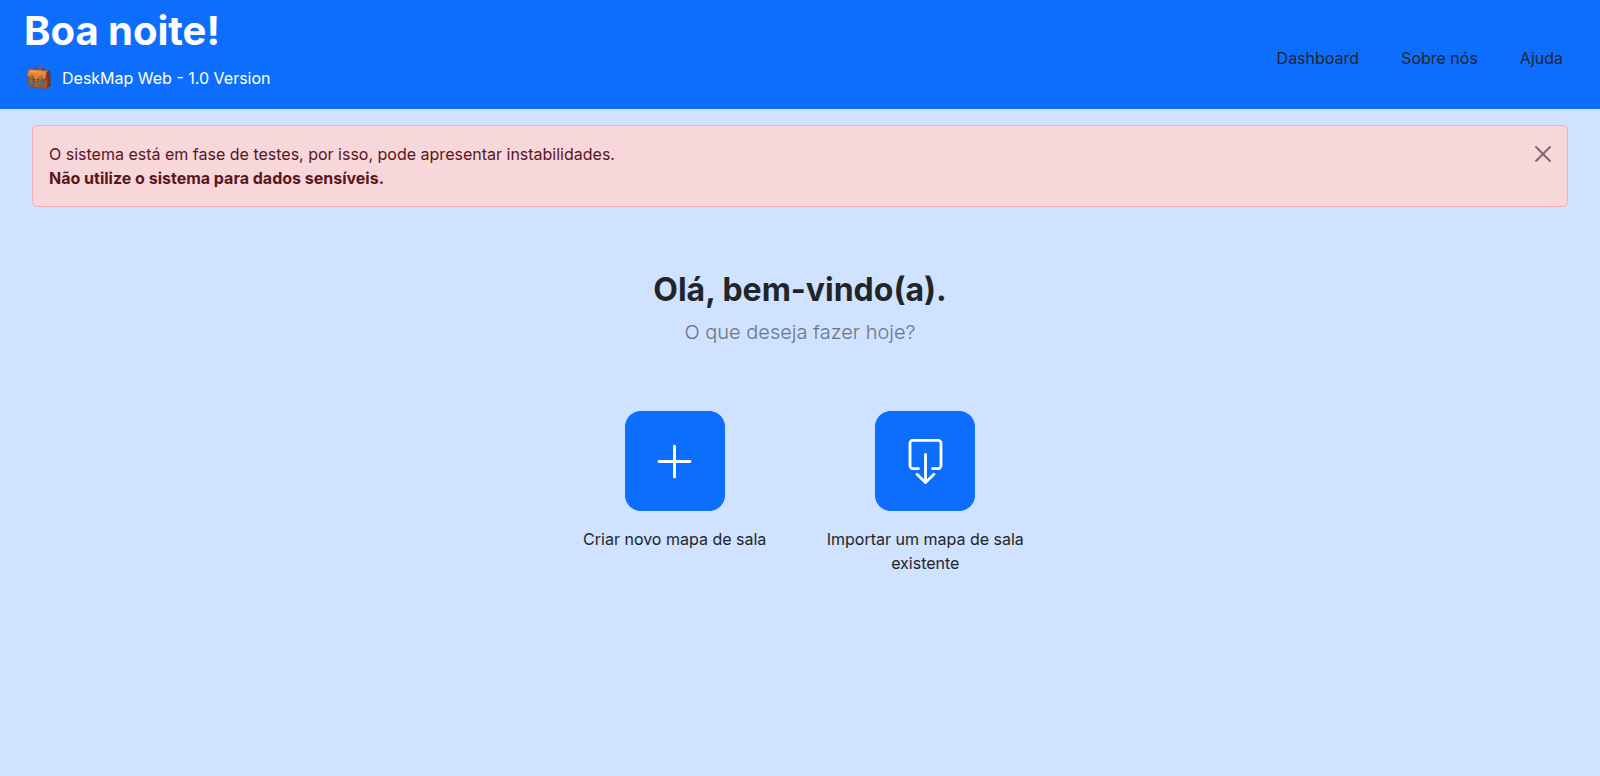 Boa noite!
DeskMap Web - 1.0 Version
Dashboard
Sobre nós
Ajuda
O sistema está em fase de testes, por isso, pode apresentar instabilidades.
Não utilize o sistema para dados sensíveis.
Olá, bem-vindo(a).
O que deseja fazer hoje?
Criar novo mapa de sala
Importar um mapa de sala
existente